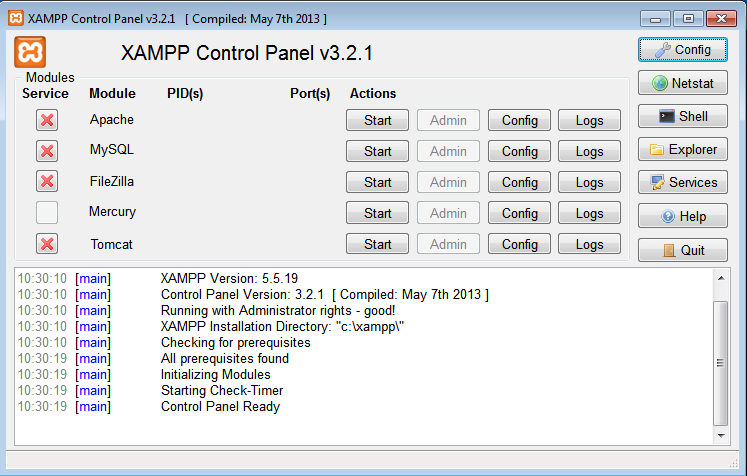 XAMPP Control Panel v3.2.1 [ Compiled: May 7th 2013 ]
XAMPP Control Panel v3.2.1
Config
Modules
Service Module PID(s) Port(s) Actions
Netstat
Apache Start Admin Config Logs
Shell
MySQL Start Admin Config Logs
Explorer
FileZilla Start Admin Config Logs
Services
Mercury Start Admin Config Logs
Help
Tomcat Start Admin Config Logs
Quit
10:30:10 [main] XAMPP Version: 5.5.19
10:30:10 [main] Control Panel Version: 3.2.1 [ Compiled: May 7th 2013 ]
10:30:10 [main] Running with Administrator rights - good!
10:30:10 [main] XAMPP Installation Directory: "c:\xampp\"
10:30:10 [main] Checking for prerequisites
10:30:19 [main] All prerequisites found
10:30:19 [main] Initializing Modules
10:30:19 [main] Starting Check-Timer
10:30:19 [main] Control Panel Ready